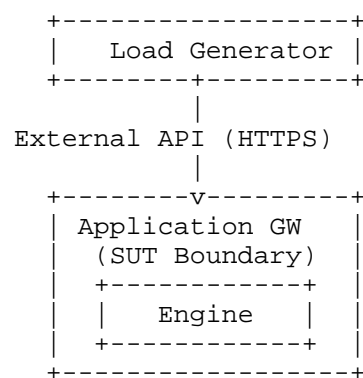 Load Generator
External API (HTTPS)
Application GW
(SUT Boundary)
Engine